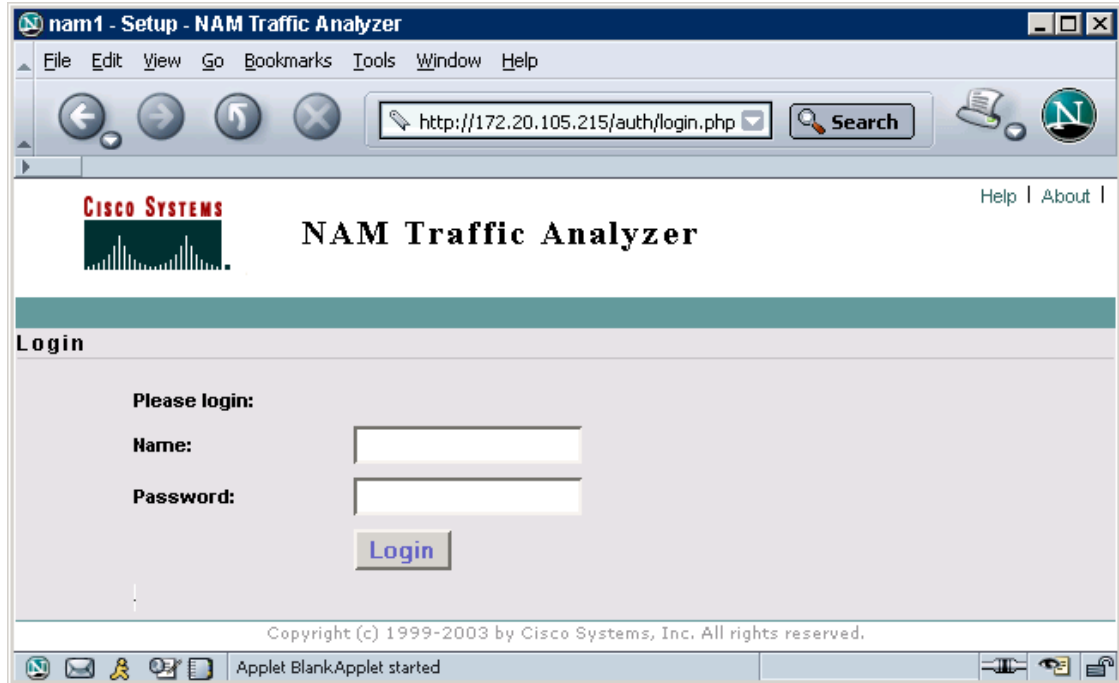 nam1 - Setup - NAM Traffic Analyzer
File Edit View Go Bookmarks Tools Window Help
http://172.20.105.215/auth/login.php Search N
CISCO SYSTEMS
Help | About |
NAM Traffic Analyzer
Login
Please login:
Name:
Password:
Login
Copyright (c) 1999-2003 by Cisco Systems, Inc. All rights reserved.
Applet BlankApplet started